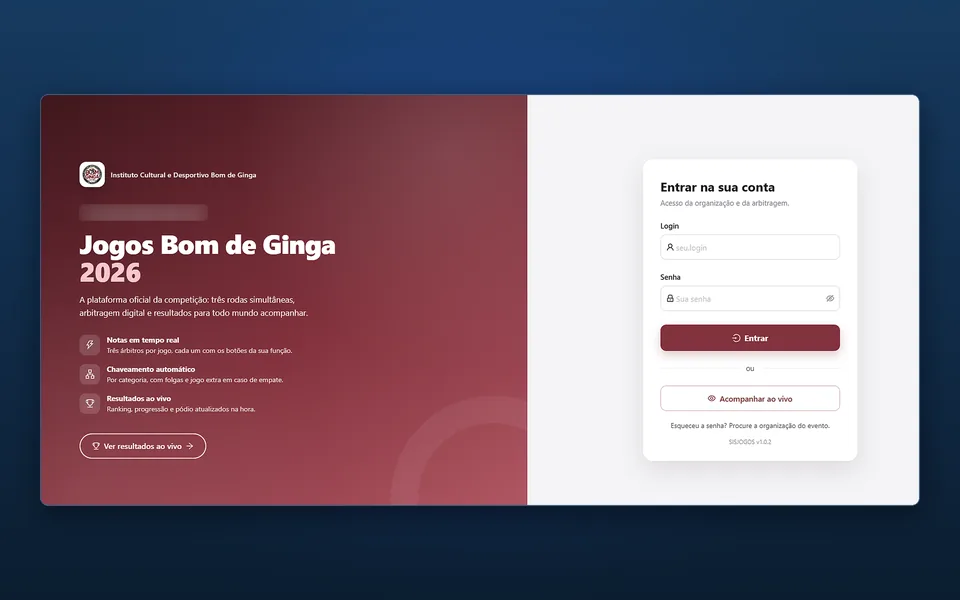 BOM
GINGA
Instituto Cultural e Desportivo Bom de Ginga
Jogos Bom de Ginga
2026
A plataforma oficial da competição: três rodas simultâneas,
arbitragem digital e resultados para todo mundo acompanhar.
Notas em tempo real
Três árbitros por jogo, cada um com os botões da sua função.
Chaveamento automático
Por categoria, com folgas e jogo extra em caso de empate.
Resultados ao vivo
Ranking, progressão e pódio atualizados na hora.
Ver resultados ao vivo →
Entrar na sua conta
Acesso da organização e da arbitragem.
Login
seu.login
Senha
Sua senha
Entrar
ou
Acompanhar ao vivo
Esqueceu a senha? Procure a organização do evento.
SISJOGOS v1.0.2